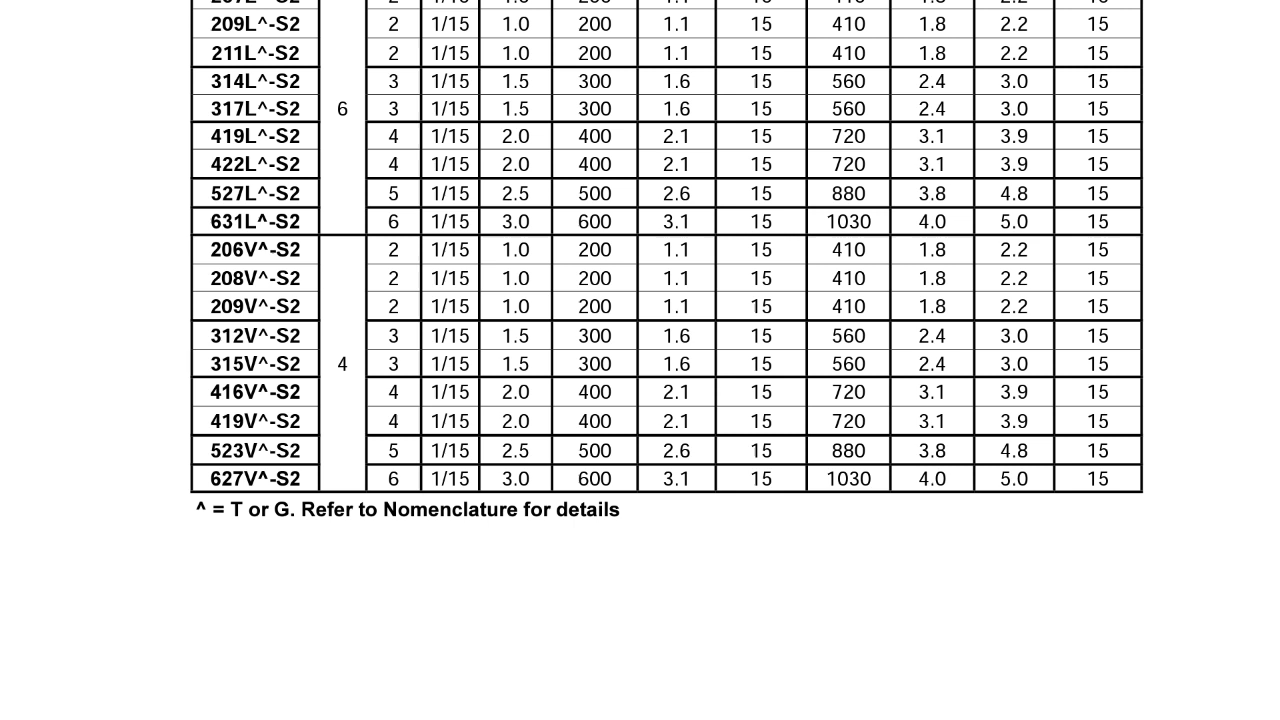 209L^-S2 2 1/15 1.0 200 1.1 15 410 1.8 2.2 15
211L^-S2 2 1/15 1.0 200 1.1 15 410 1.8 2.2 15
314L^-S2 3 1/15 1.5 300 1.6 15 560 2.4 3.0 15
317L^-S2 6 3 1/15 1.5 300 1.6 15 560 2.4 3.0 15
419L^-S2 4 1/15 2.0 400 2.1 15 720 3.1 3.9 15
422L^-S2 4 1/15 2.0 400 2.1 15 720 3.1 3.9 15
527L^-S2 5 1/15 2.5 500 2.6 15 880 3.8 4.8 15
631L^-S2 6 1/15 3.0 600 3.1 15 1030 4.0 5.0 15
206V^-S2 2 1/15 1.0 200 1.1 15 410 1.8 2.2 15
208V^-S2 2 1/15 1.0 200 1.1 15 410 1.8 2.2 15
209V^-S2 2 1/15 1.0 200 1.1 15 410 1.8 2.2 15
312V^-S2 3 1/15 1.5 300 1.6 15 560 2.4 3.0 15
315V^-S2 4 3 1/15 1.5 300 1.6 15 560 2.4 3.0 15
416V^-S2 4 1/15 2.0 400 2.1 15 720 3.1 3.9 15
419V^-S2 4 1/15 2.0 400 2.1 15 720 3.1 3.9 15
523V^-S2 5 1/15 2.5 500 2.6 15 880 3.8 4.8 15
627V^-S2 6 1/15 3.0 600 3.1 15 1030 4.0 5.0 15
^ = T or G. Refer to Nomenclature for details